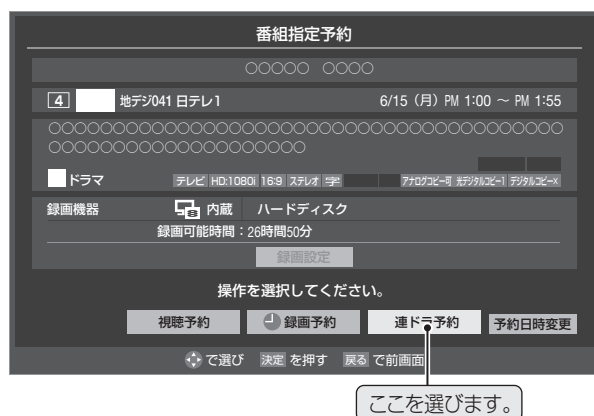 番組指定予約
○○○○○ ○○○○
4 地デジ041 日テレ1 6/15（月）PM 1:00 ～ PM 1:55
○○○○○○○○○○○○○○○○○○○○○○○○○○○○○○○○○○
○○○○○○○○○○○○○○○○○
ドラマ テレビ HD:1080i 16:9 ステレオ 字 アナログコピー可 光デジタルコピー1 デジタルコピー×
録画機器 内蔵 ハードディスク
録画可能時間：26時間50分
録画設定
操作を選択してください。
視聴予約 録画予約 連ドラ予約 予約日時変更
で選び 決定 を押す 戻る で前画面
ここを選びます。